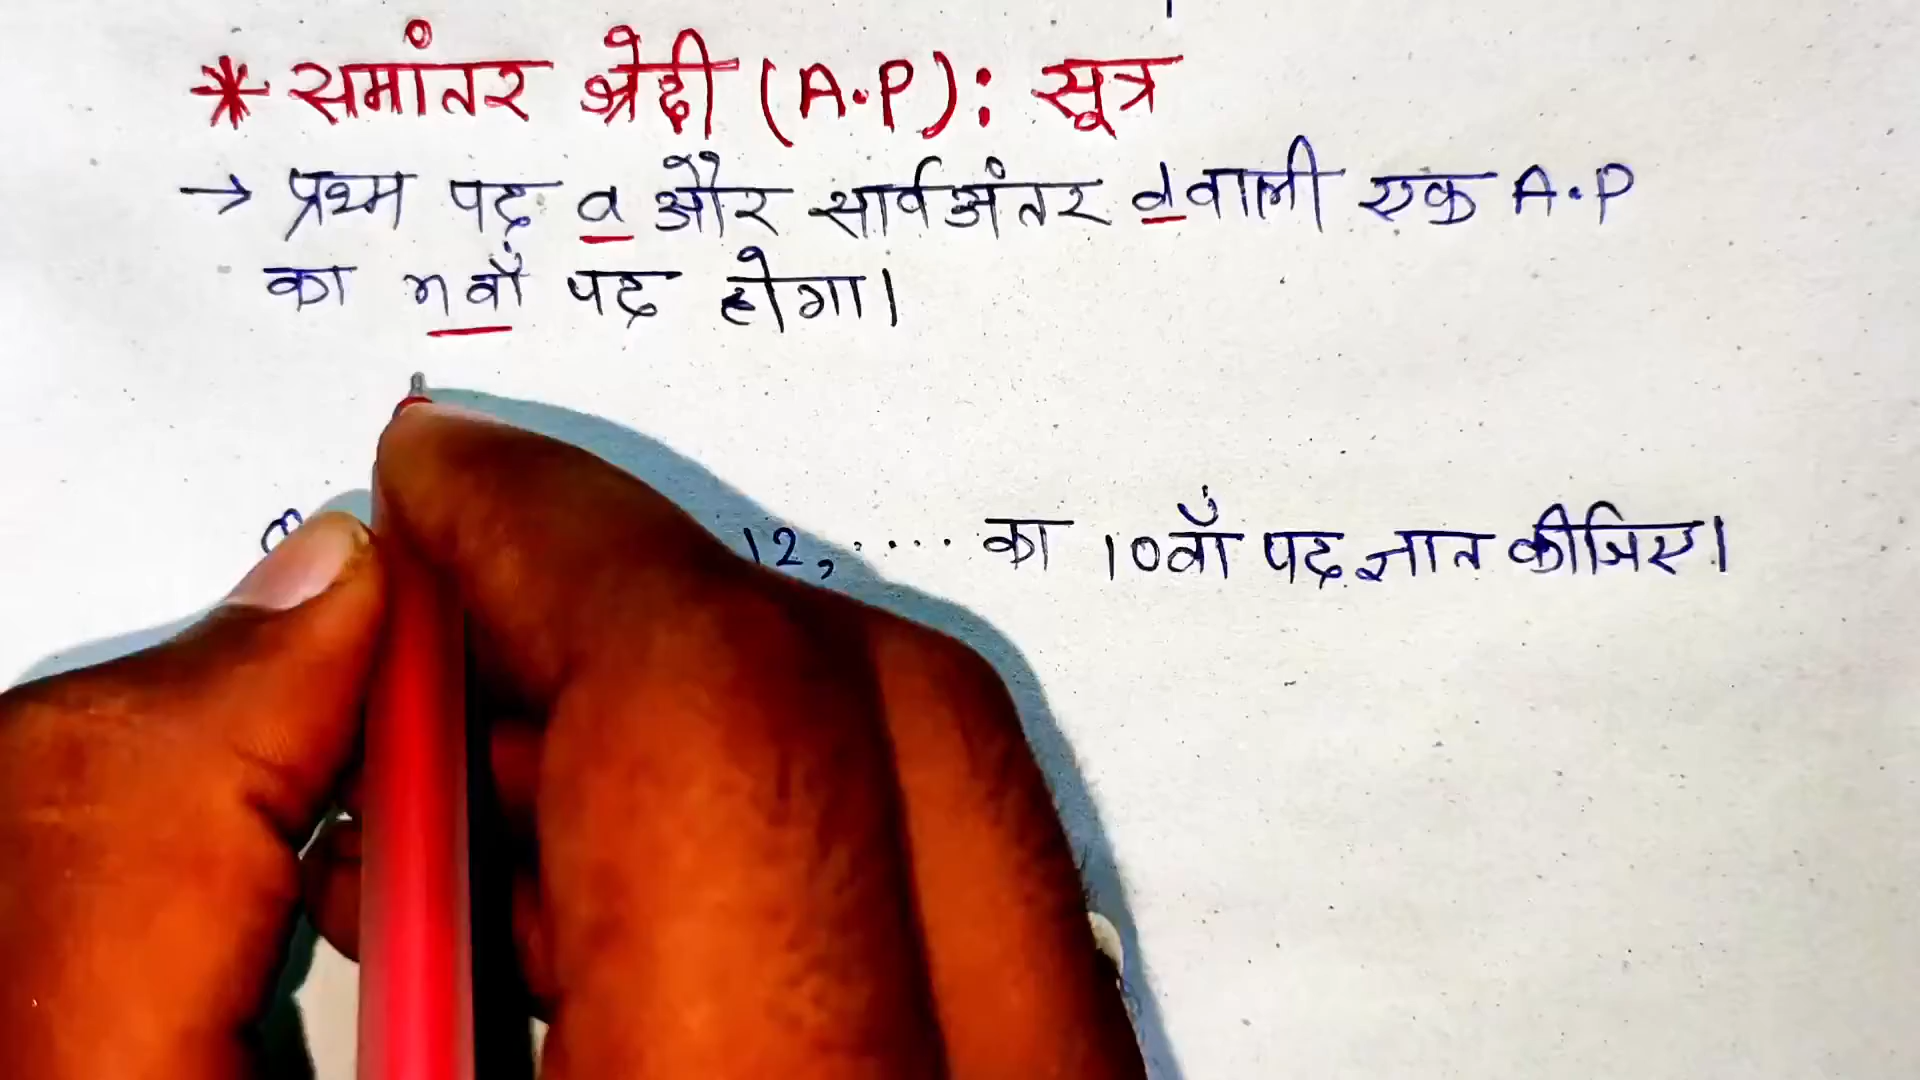 * समांतर श्रेढी (A.P): सूत्र
→ प्रथम पद a और सार्वअंतर d वाली एक A.P
का nवाँ पद होगा।
12, ..... का 10वाँ पद ज्ञात कीजिए।